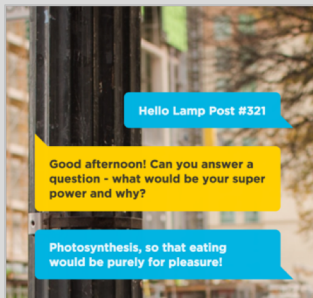 Hello Lamp Post #321
Good afternoon! Can you answer a
question - what would be your super
power and why?
Photosynthesis, so that eating
would be purely for pleasure!